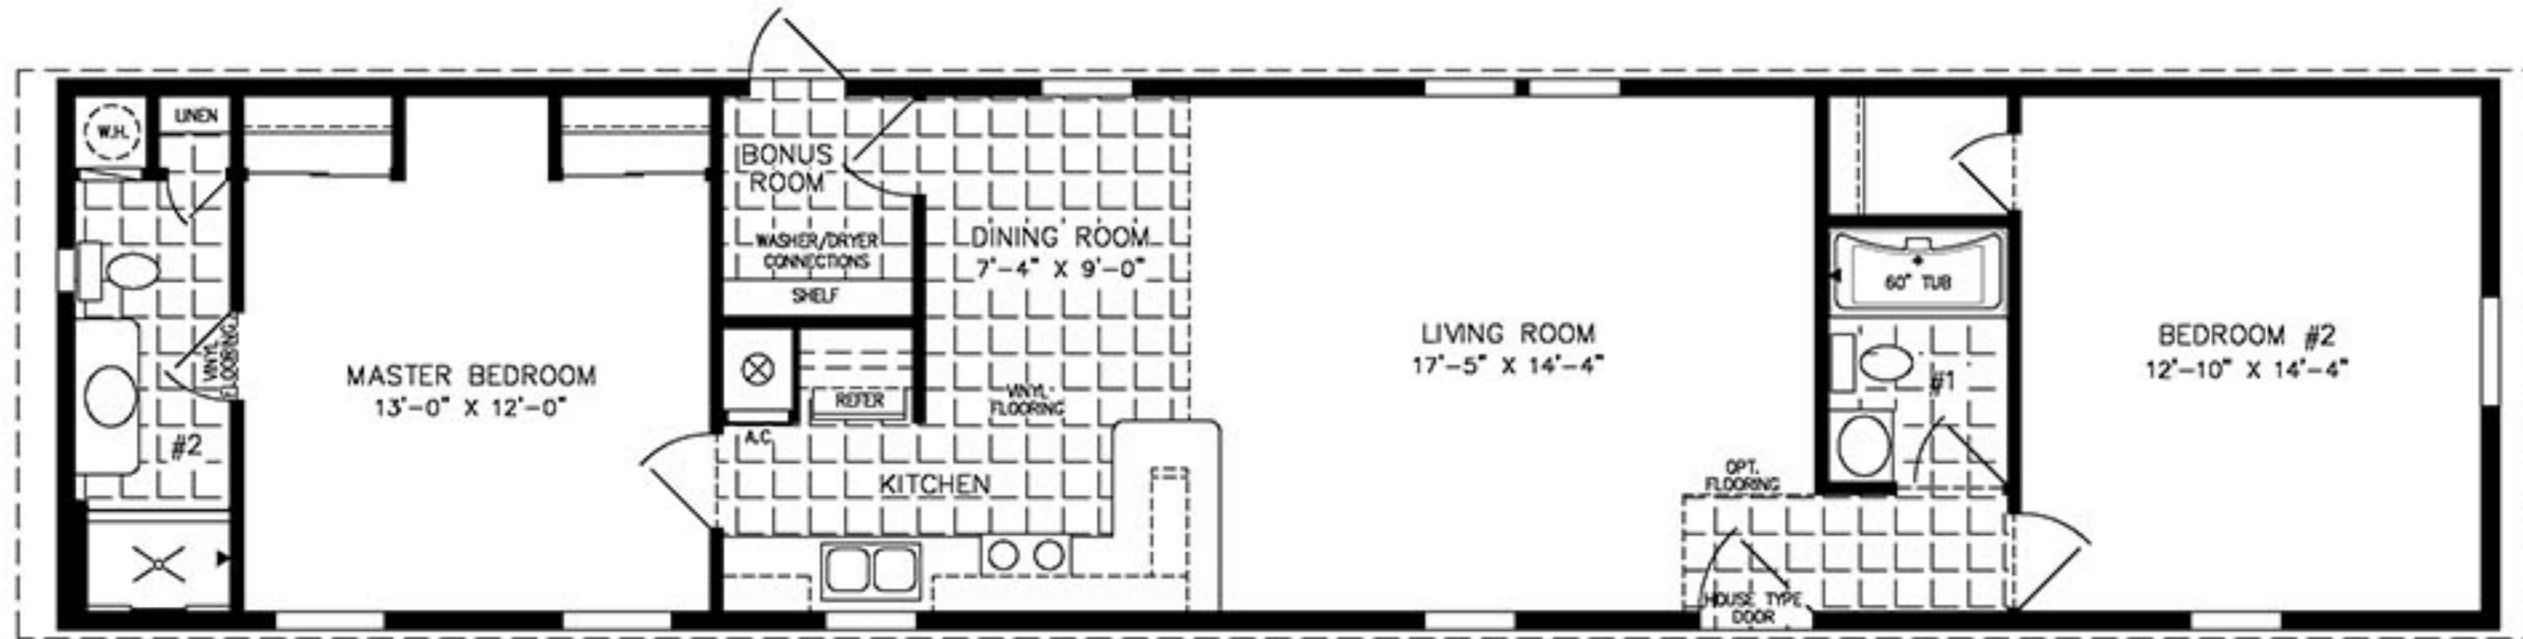 W.H.
LINEN
VINYL
FLOORING
#2
MASTER BEDROOM
13'-0" X 12'-0"
BONUS
ROOM
WASHER/DRYER
CONNECTIONS
SHELF
A.C
REFER
KITCHEN
DINING ROOM
7'-4" X 9'-0"
VINYL
FLOORING
LIVING ROOM
17'-5" X 14'-4"
OPT.
FLOORING
HOUSE TYPE
DOOR
60" TUB
#1
BEDROOM #2
12'-10" X 14'-4"